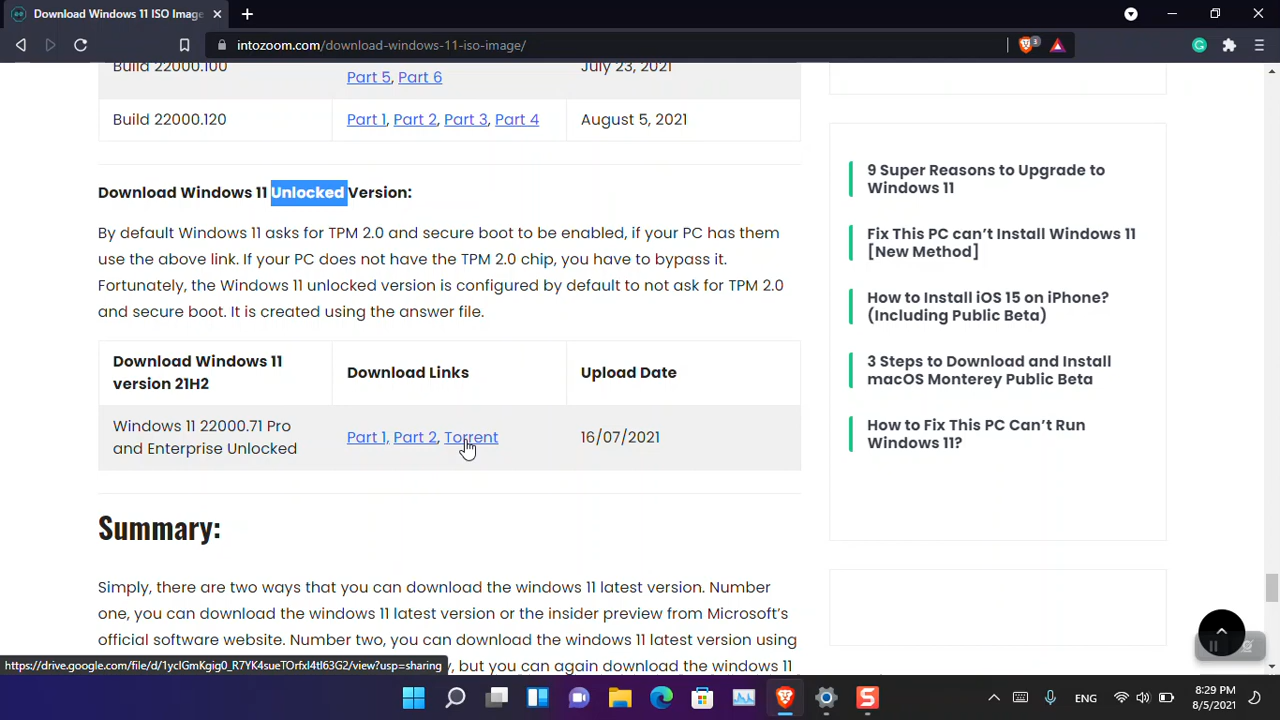 Download Windows 11 ISO Image
intozoom.com/download-windows-11-iso-image/
3
Build 22000.100
Part 5, Part 6
July 23, 2021
Build 22000.120
Part 1, Part 2, Part 3, Part 4
August 5, 2021
Download Windows 11 Unlocked Version:
By default Windows 11 asks for TPM 2.0 and secure boot to be enabled, if your PC has them
use the above link. If your PC does not have the TPM 2.0 chip, you have to bypass it.
Fortunately, the Windows 11 unlocked version is configured by default to not ask for TPM 2.0
and secure boot. It is created using the answer file.
Download Windows 11
version 21H2
Download Links
Upload Date
Windows 11 22000.71 Pro
and Enterprise Unlocked
Part 1, Part 2, Torrent
16/07/2021
Summary:
Simply, there are two ways that you can download the windows 11 latest version. Number
one, you can download the windows 11 latest version or the insider preview from Microsoft's
official software website. Number two, you can download the windows 11 latest version using
, but you can again download the windows 11
9 Super Reasons to Upgrade to
Windows 11
Fix This PC can't Install Windows 11
[New Method]
How to Install iOS 15 on iPhone?
(Including Public Beta)
3 Steps to Download and Install
macOS Monterey Public Beta
How to Fix This PC Can't Run
Windows 11?
ENG
8:29 PM
8/5/2021